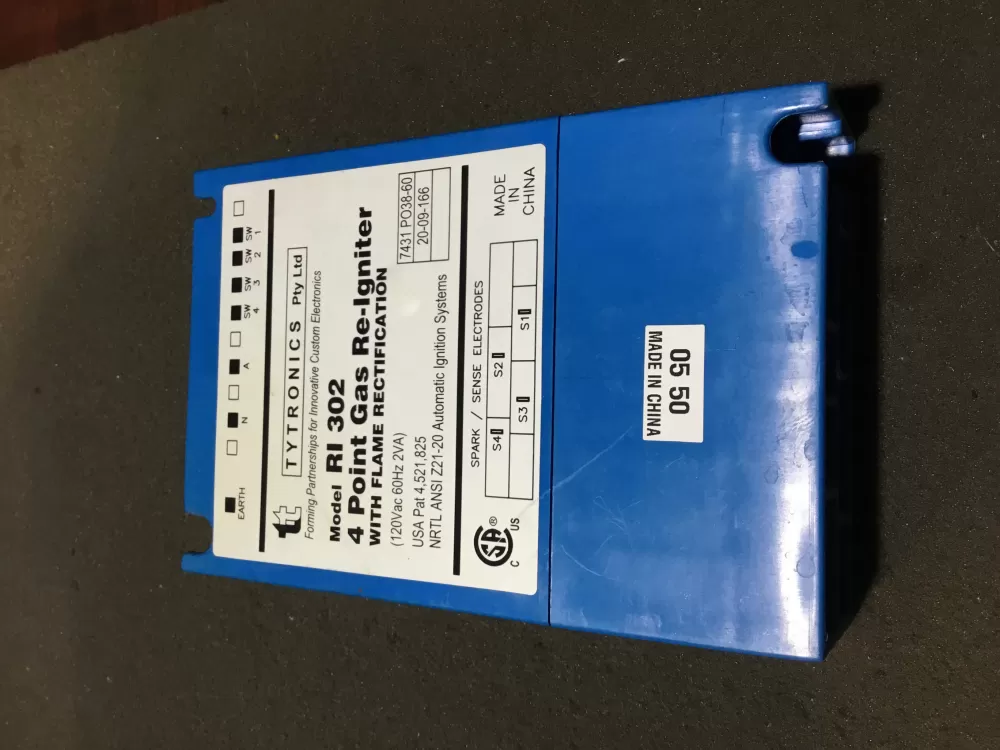 EARTH N A SW 4 SW 3 SW 2 SW 1
TYTRONICS Pty Ltd
Forming Partnerships for Innovative Custom Electronics
Model RI 302
4 Point Gas Re-Igniter
WITH FLAME RECTIFICATION
(120Vac 60Hz 2VA)
USA Pat 4,521,825
NRTL ANSI Z21-20 Automatic Ignition Systems
7431 PO38-60
20-09-166
SPARK / SENSE ELECTRODES
S4 S2
S3 S1
MADE
IN
CHINA
C SA ® US
05 50
MADE IN CHINA